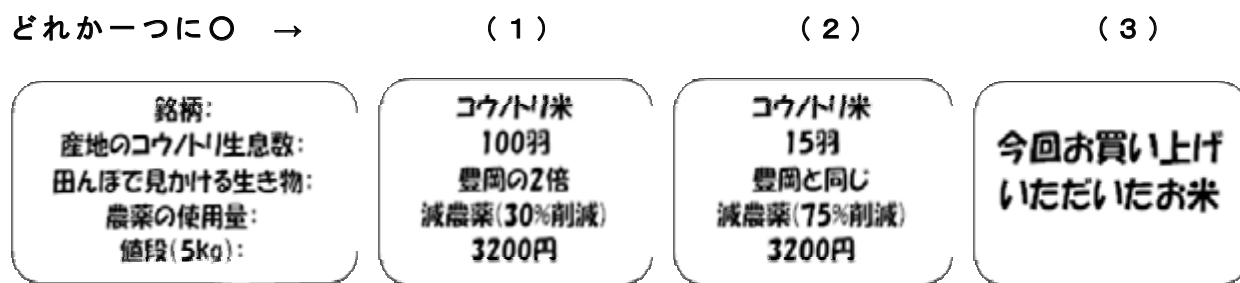 どれか一つに〇 → (1) (2) (3)
銘柄:
産地のコウノトリ生息数:
田んぼで見かける生き物:
農薬の使用量:
値段(5kg):
コウノトリ米
100羽
豊岡の2倍
減農薬(30%削減)
3200円
コウノトリ米
15羽
豊岡と同じ
減農薬(75%削減)
3200円
今回お買い上げ
いただいたお米